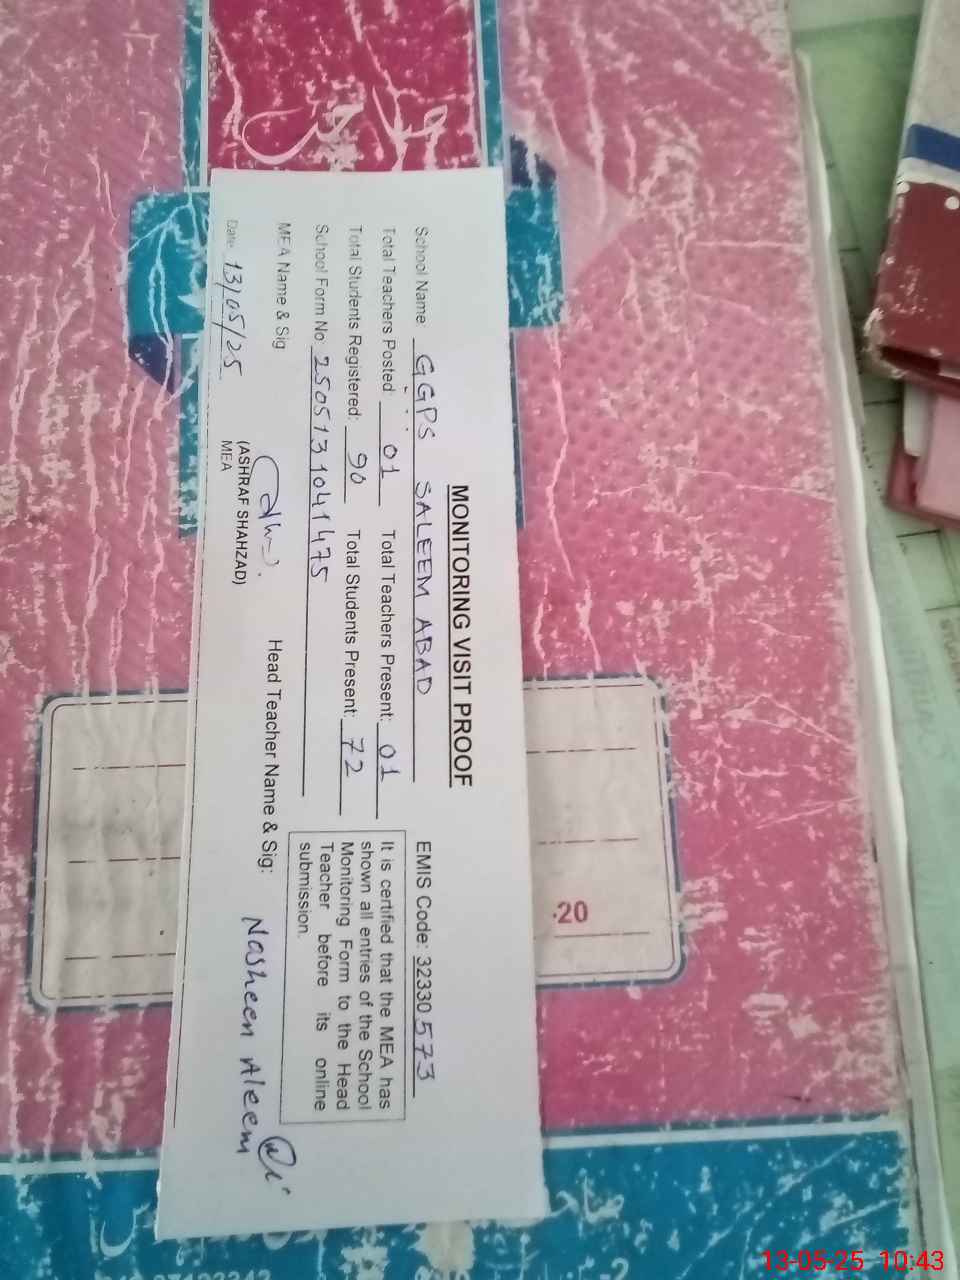 MONITORING VISIT PROOF
School Name GGPS SALEEM ABAD EMIS Code: 32330573
Total Teachers Posted: 01 Total Teachers Present: 01
Total Students Registered: 90 Total Students Present: 72
School Form No 2505131041475
It is certified that the MEA has
shown all entries of the School
Monitoring Form to the Head
Teacher before its online
submission.
MEA Name & Sig
(ASHRAF SHAHZAD)
MEA
Head Teacher Name & Sig: Nosheen Aleem
Date: 13/05/25
20
13-05-25 10:43